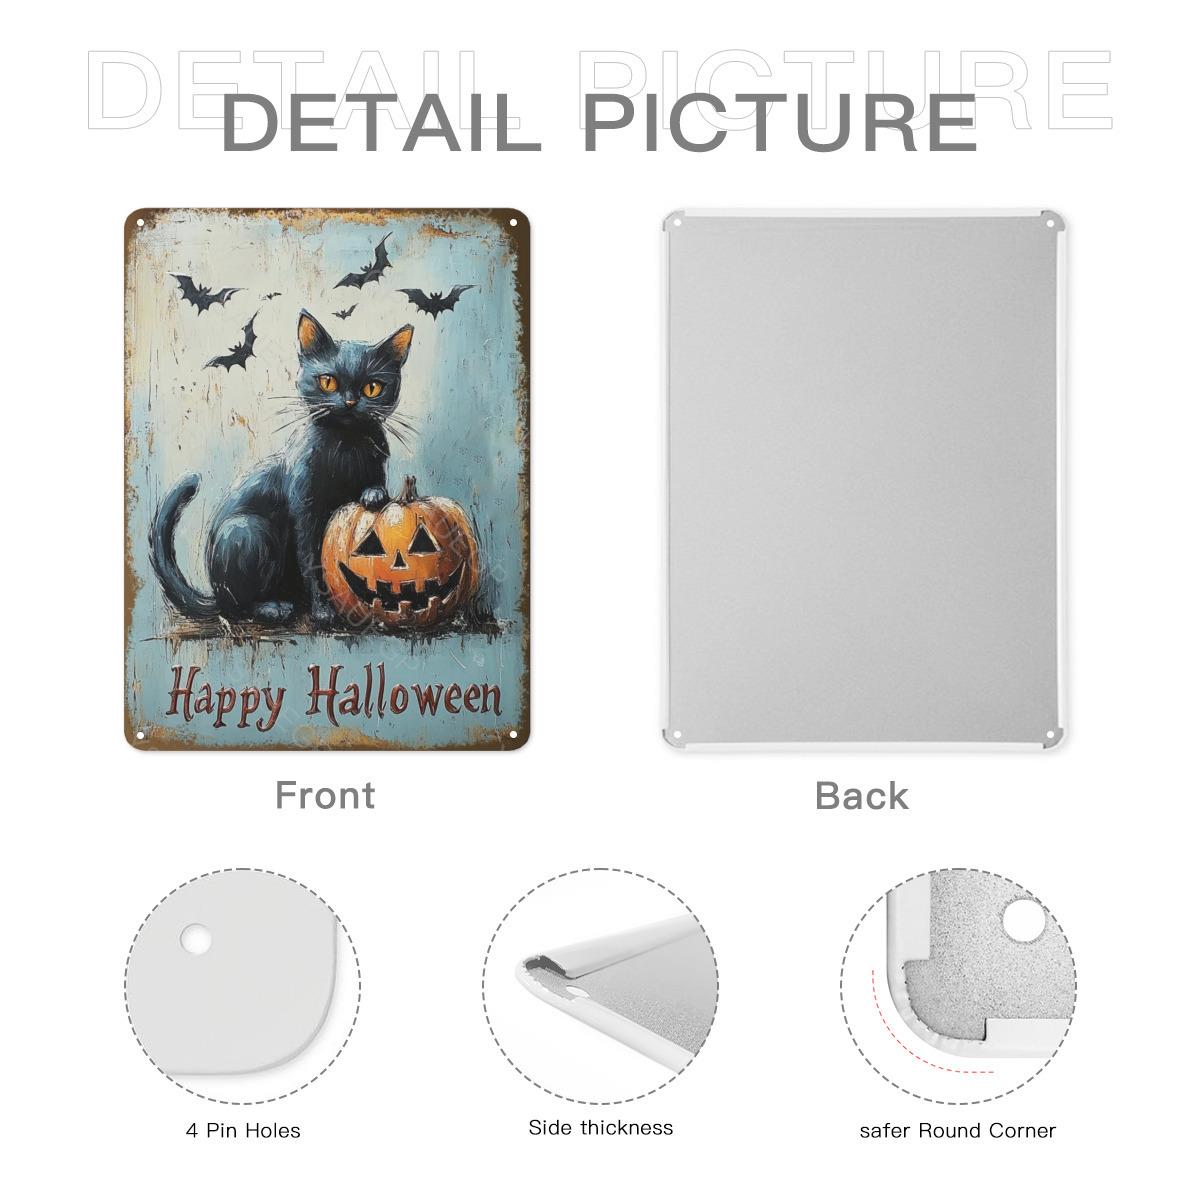 DETAIL PICTURE
DETAIL PICTURE
Happy Halloween
Front
Back
4 Pin Holes
Side thickness
safer Round Corner